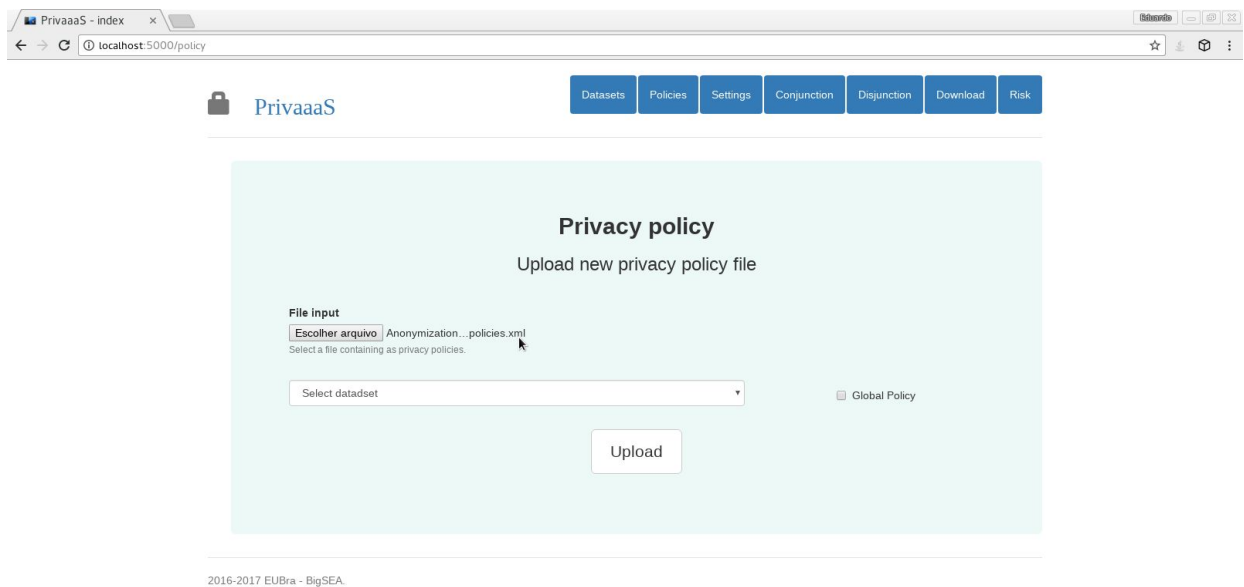 PrivaaaS - index
Eduardo
localhost:5000/policy
PrivaaaS
Datasets
Policies
Settings
Conjunction
Disjunction
Download
Risk
Privacy policy
Upload new privacy policy file
File input
Escolher arquivo Anonymization...policies.xml
Select a file containing as privacy policies.
Select datadset
Global Policy
Upload
2016-2017 EUBra - BigSEA.